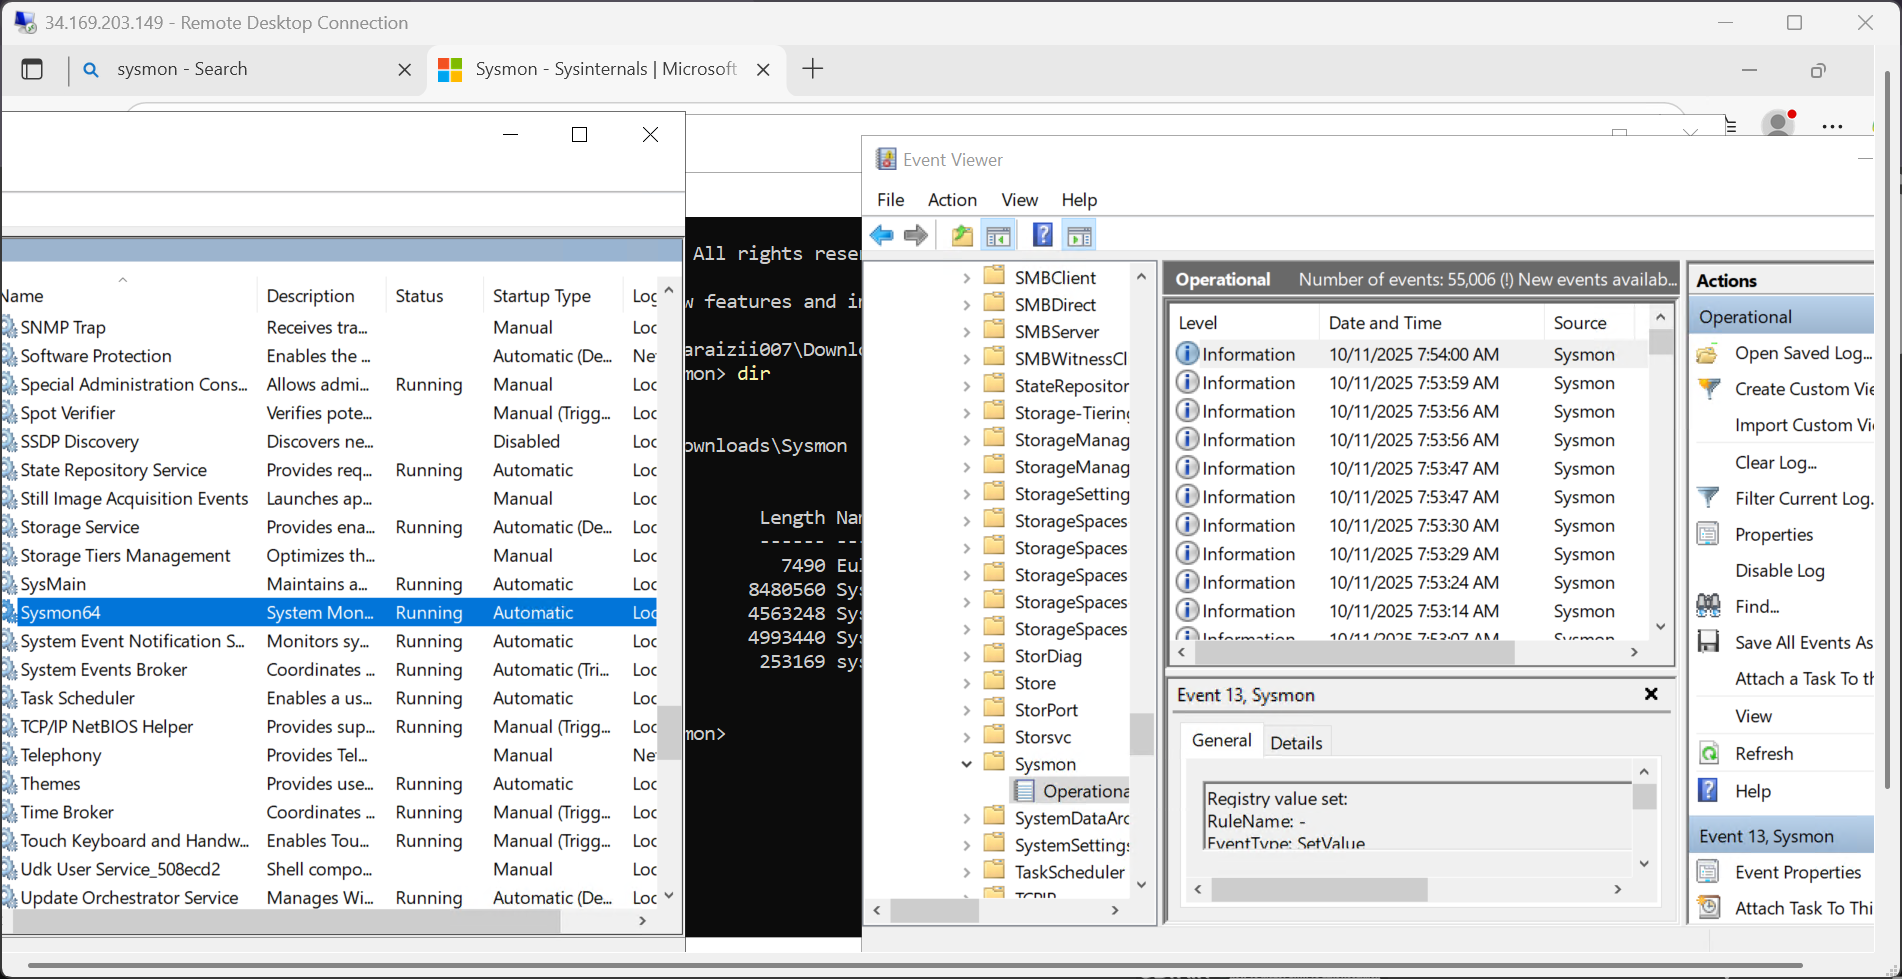 34.169.203.149 - Remote Desktop Connection
sysmon - Search
Sysmon - Sysinternals | Microsoft
Name Description Status Startup Type Log
SNMP Trap Receives tra... Manual Loc
Software Protection Enables the ... Automatic (De... Ne
Special Administration Cons... Allows admi... Running Manual Loc
Spot Verifier Verifies pote... Manual (Trigg... Loc
SSDP Discovery Discovers ne... Disabled Loc
State Repository Service Provides req... Running Automatic Loc
Still Image Acquisition Events Launches ap... Manual Loc
Storage Service Provides ena... Running Automatic (De... Loc
Storage Tiers Management Optimizes th... Manual Loc
SysMain Maintains a... Running Automatic Loc
Sysmon64 System Mon... Running Automatic Loc
System Event Notification S... Monitors sy... Running Automatic Loc
System Events Broker Coordinates ... Running Automatic (Tri... Loc
Task Scheduler Enables a us... Running Automatic Loc
TCP/IP NetBIOS Helper Provides sup... Running Manual (Trigg... Loc
Telephony Provides Tel... Manual Ne
Themes Provides use... Running Automatic Loc
Time Broker Coordinates ... Running Manual (Trigg... Loc
Touch Keyboard and Handw... Enables Tou... Running Manual (Trigg... Loc
Udk User Service_508ecd2 Shell compo... Manual Loc
Update Orchestrator Service Manages Wi... Running Automatic (De... Loc
All rights rese
w features and i
araizii007\Downl
mon> dir
ownloads\Sysmon
Length Na
------ --
7490 Eul
8480560 Sys
4563248 Sys
4993440 Sys
253169 sys
mon>
Event Viewer
File Action View Help
SMBClient
SMBDirect
SMBServer
SMBWitnessCl
StateRepositor
Storage-Tiering
StorageManag
StorageManag
StorageSetting
StorageSpaces
StorageSpaces
StorageSpaces
StorageSpaces
StorageSpaces
StorDiag
Store
StorPort
Storsvc
Sysmon
Operationa
SystemDataArc
SystemSettings
TaskScheduler
TCPIP
Operational Number of events: 55,006 (!) New events availab...
Level Date and Time Source
Information 10/11/2025 7:54:00 AM Sysmon
Information 10/11/2025 7:53:59 AM Sysmon
Information 10/11/2025 7:53:56 AM Sysmon
Information 10/11/2025 7:53:56 AM Sysmon
Information 10/11/2025 7:53:47 AM Sysmon
Information 10/11/2025 7:53:47 AM Sysmon
Information 10/11/2025 7:53:30 AM Sysmon
Information 10/11/2025 7:53:29 AM Sysmon
Information 10/11/2025 7:53:24 AM Sysmon
Information 10/11/2025 7:53:14 AM Sysmon
Information 10/11/2025 7:53:07 AM Sysmon
Event 13, Sysmon
General Details
Registry value set:
RuleName: -
EventType: SetValue
Actions
Operational
Open Saved Log...
Create Custom Vie
Import Custom Vi
Clear Log...
Filter Current Log.
Properties
Disable Log
Find...
Save All Events As
Attach a Task To th
View
Refresh
Help
Event 13, Sysmon
Event Properties
Attach Task To Thi